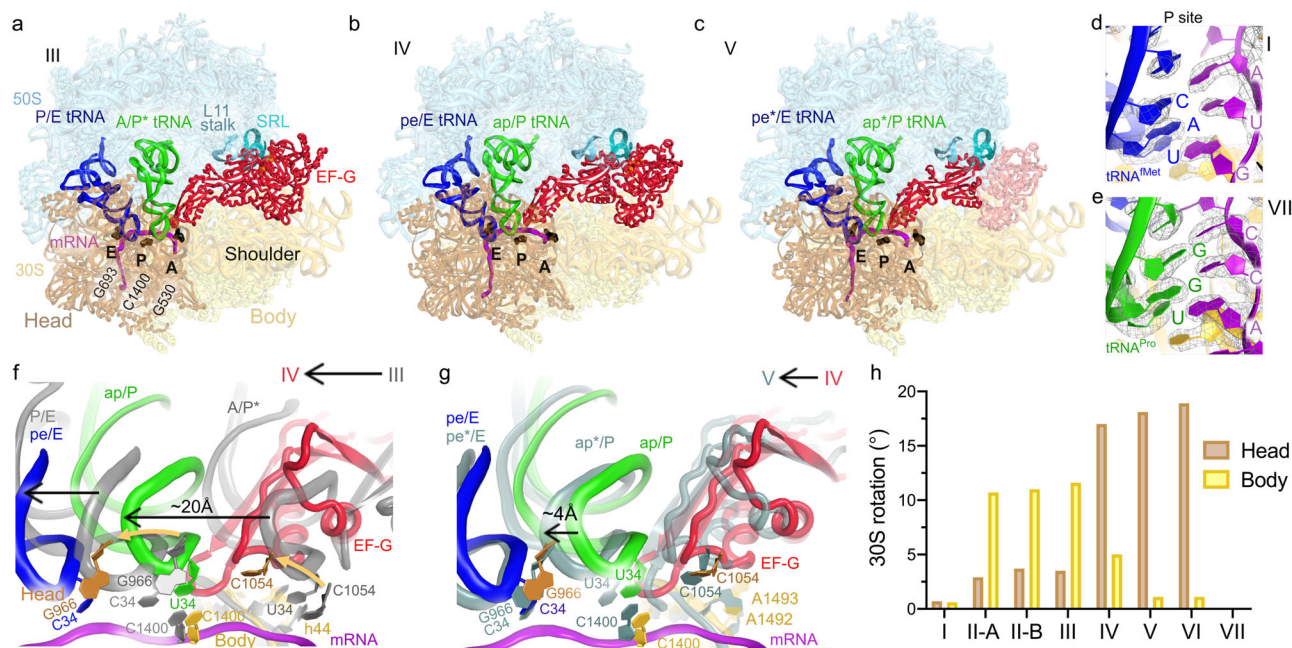 a
III
50S
P/E tRNA
A/P* tRNA
L11
stalk
SRL
EF-G
mRNA
30S
E
P
A
Shoulder
G693
C1400
G530
Head
Body
b
IV
pe/E tRNA
ap/P tRNA
E
P
A
c
V
pe*/E tRNA
ap*/P tRNA
E
P
A
d
P site
I
C
A
U
A
U
G
tRNAfMet
e
VII
G
G
U
C
C
A
tRNAPro
f
IV
III
P/E
pe/E
ap/P
A/P*
~20Å
EF-G
Head
G966
C34
G966
C34
U34
C1054
C1054
U34
C1400
C1400
Body
h44
mRNA
g
V
IV
pe/E
pe*/E
ap*/P
ap/P
~4Å
EF-G
G966
C34
G966
C34
U34
U34
C1054
C1054
C1400
C1400
A1493
A1492
mRNA
h
30S rotation (°)
20
15
10
5
0
Head
Body
I
II-A
II-B
III
IV
V
VI
VII